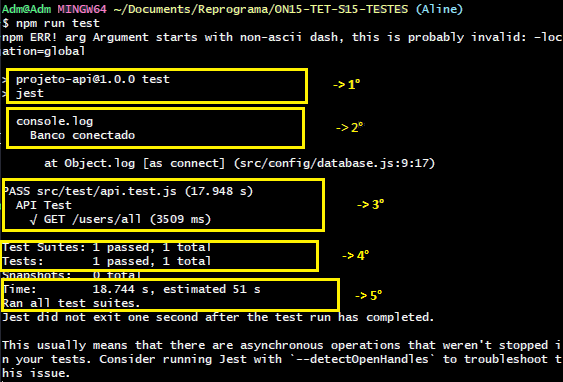 Adm@Adm MINGW64 ~/Documents/Reprograma/ON15-TET-S15-TESTES (Aline)
$ npm run test
npm ERR! arg Argument starts with non-ascii dash, this is probably invalid: –loc
ation=global
> projeto-api@1.0.0 test -> 1°
> jest
console.log
Banco conectado -> 2°
at Object.log [as connect] (src/config/database.js:9:17)
PASS src/test/api.test.js (17.948 s)
API Test -> 3°
√ GET /users/all (3509 ms)
Test Suites: 1 passed, 1 total
Tests: 1 passed, 1 total -> 4°
Snapshots: 0 total
Time: 18.744 s, estimated 51 s -> 5°
Ran all test suites.
Jest did not exit one second after the test run has completed.
This usually means that there are asynchronous operations that weren't stopped i
n your tests. Consider running Jest with `--detectOpenHandles` to troubleshoot t
his issue.